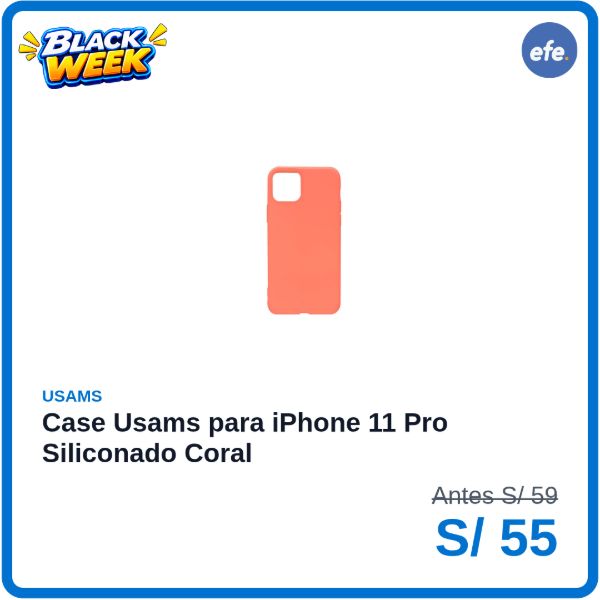 BLACK
WEEK
efe.
USAMS
Case Usams para iPhone 11 Pro
Siliconado Coral
Antes S/ 59
S/ 55